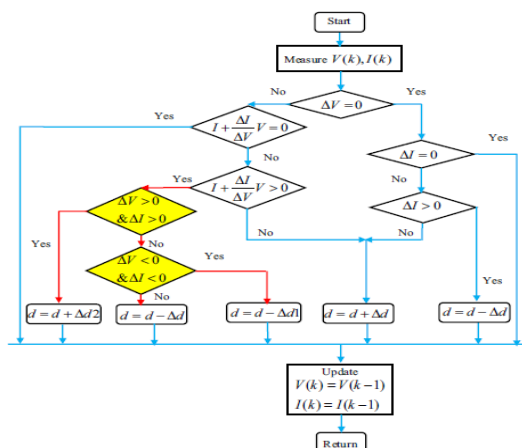 Start
Measure V(k), I(k)
No
Yes
ΔV = 0
Yes
I + ΔI/ΔV V = 0
ΔI = 0
Yes
No
No
Yes
I + ΔI/ΔV V > 0
ΔI > 0
ΔV > 0
& ΔI > 0
No
No
Yes
No
Yes
ΔV < 0
& ΔI < 0
Yes
No
d = d + Δd2
d = d − Δd
d = d − Δd1
d = d + Δd
d = d − Δd
Update
V(k) = V(k−1)
I(k) = I(k−1)
Return